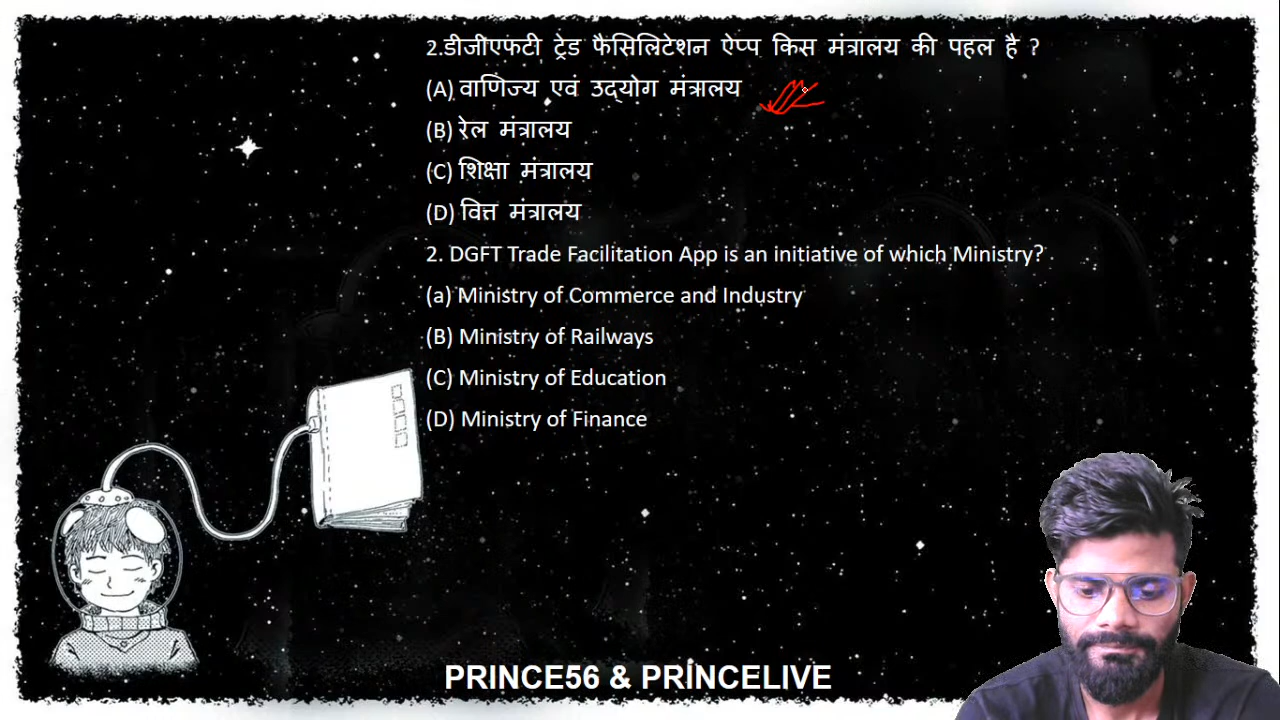 2.डीजीएफटी ट्रेड फैसिलिटेशन ऐप्प किस मंत्रालय की पहल है ?
(A) वाणिज्य एवं उद्योग मंत्रालय
(B) रेल मंत्रालय
(C) शिक्षा मंत्रालय
(D) वित्त मंत्रालय
2. DGFT Trade Facilitation App is an initiative of which Ministry?
(a) Ministry of Commerce and Industry
(B) Ministry of Railways
(C) Ministry of Education
(D) Ministry of Finance
PRINCE56 & PRINCELIVE